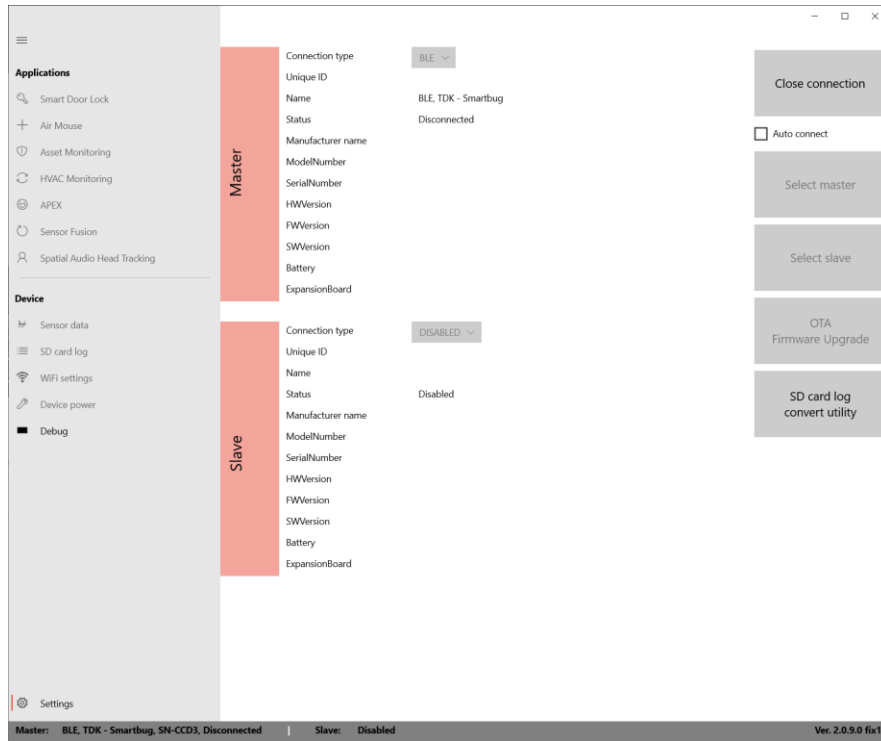 Applications
Smart Door Lock
Air Mouse
Asset Monitoring
HVAC Monitoring
APEX
Sensor Fusion
Spatial Audio Head Tracking
Device
Sensor data
SD card log
WiFi settings
Device power
Debug
Settings
Master
Connection type BLE
Unique ID
Name BLE, TDK - Smartbug
Status Disconnected
Manufacturer name
ModelNumber
SerialNumber
HWVersion
FWVersion
SWVersion
Battery
ExpansionBoard
Slave
Connection type DISABLED
Unique ID
Name
Status Disabled
Manufacturer name
ModelNumber
SerialNumber
HWVersion
FWVersion
SWVersion
Battery
ExpansionBoard
Close connection
Auto connect
Select master
Select slave
OTA
Firmware Upgrade
SD card log
convert utility
Master: BLE, TDK - Smartbug, SN-CCD3, Disconnected | Slave: Disabled Ver. 2.0.9.0 fix1